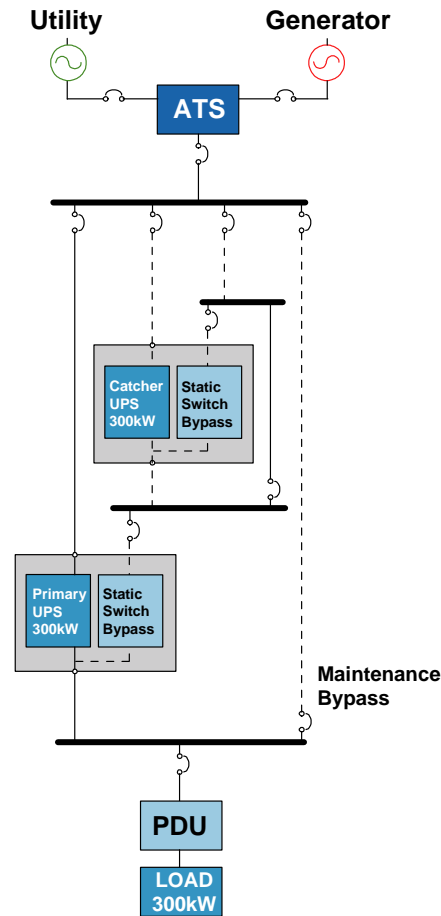 Utility
Generator
ATS
Catcher
UPS
300kW
Static
Switch
Bypass
Primary
UPS
300kW
Static
Switch
Bypass
Maintenance
Bypass
PDU
LOAD
300kW